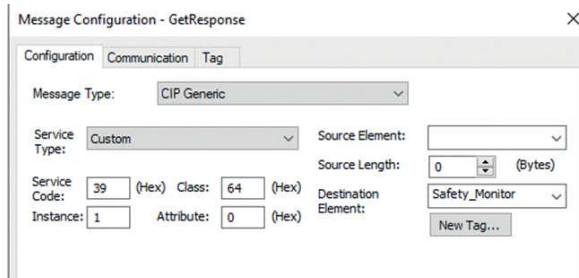 Message Configuration - GetResponse
Configuration Communication Tag
Message Type: CIP Generic
Service Type: Custom
Source Element:
Source Length: 0 (Bytes)
Service Code: 39 (Hex) Class: 64 (Hex)
Destination Element: Safety_Monitor
Instance: 1 Attribute: 0 (Hex)
New Tag...